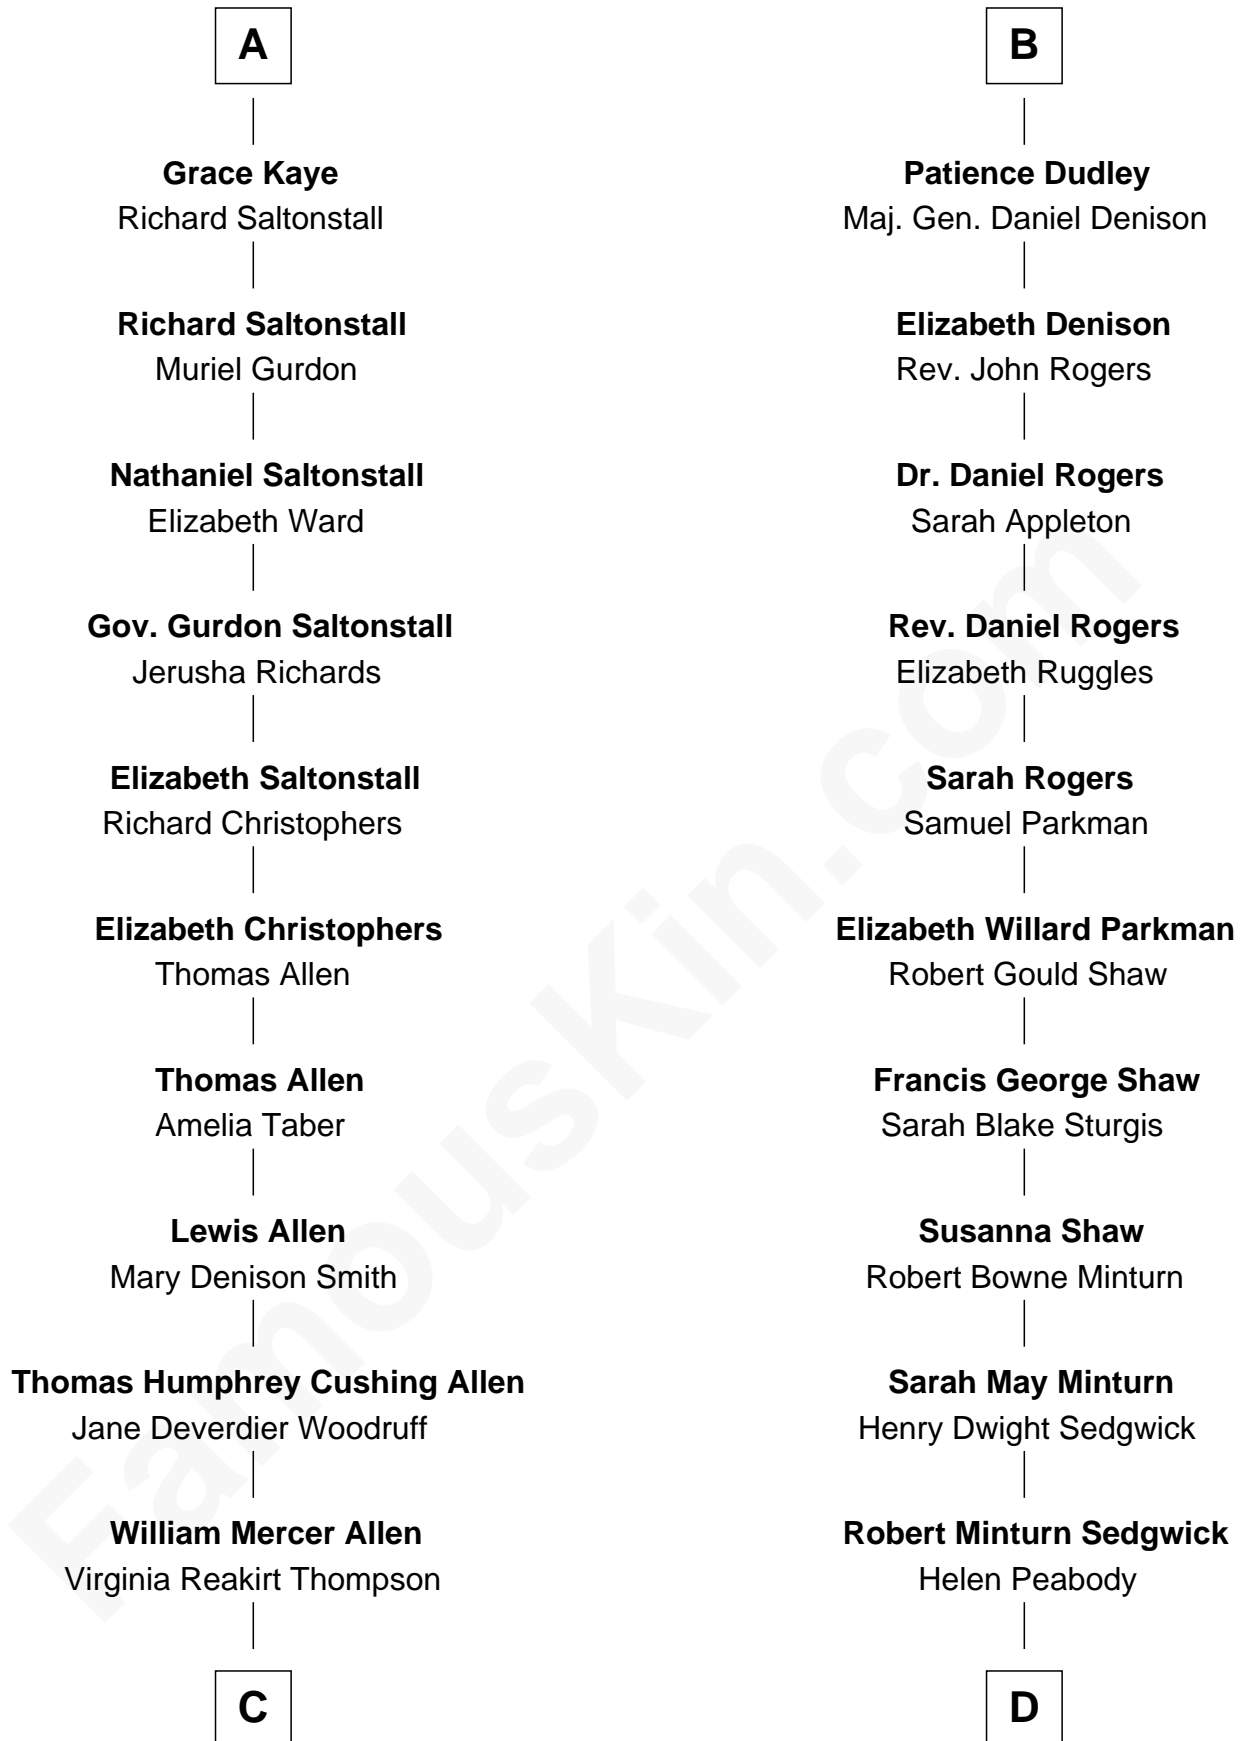 A
Grace Kaye
Richard Saltonstall
Richard Saltonstall
Muriel Gurdon
Nathaniel Saltonstall
Elizabeth Ward
Gov. Gurdon Saltonstall
Jerusha Richards
Elizabeth Saltonstall
Richard Christophers
Elizabeth Christophers
Thomas Allen
Thomas Allen
Amelia Taber
Lewis Allen
Mary Denison Smith
Thomas Humphrey Cushing Allen
Jane Deverdier Woodruff
William Mercer Allen
Virginia Reakirt Thompson
C
B
Patience Dudley
Maj. Gen. Daniel Denison
Elizabeth Denison
Rev. John Rogers
Dr. Daniel Rogers
Sarah Appleton
Rev. Daniel Rogers
Elizabeth Ruggles
Sarah Rogers
Samuel Parkman
Elizabeth Willard Parkman
Robert Gould Shaw
Francis George Shaw
Sarah Blake Sturgis
Susanna Shaw
Robert Bowne Minturn
Sarah May Minturn
Henry Dwight Sedgwick
Robert Minturn Sedgwick
Helen Peabody
D
FamousKin.com